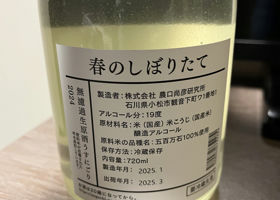 春のしぼりたて
製造者：株式会社 農口尚彦研究所
石川県小松市観音下町ワ1番地1
アルコール分：19度
原材料：米（国産）米こうじ（国産米）
醸造アルコール
原料米の品種：五百万石100%使用
保存方法：冷蔵保存
内容量：720ml
製造年月：2025. 1
出荷年月：2025. 3
無濾過生原酒うすにごり